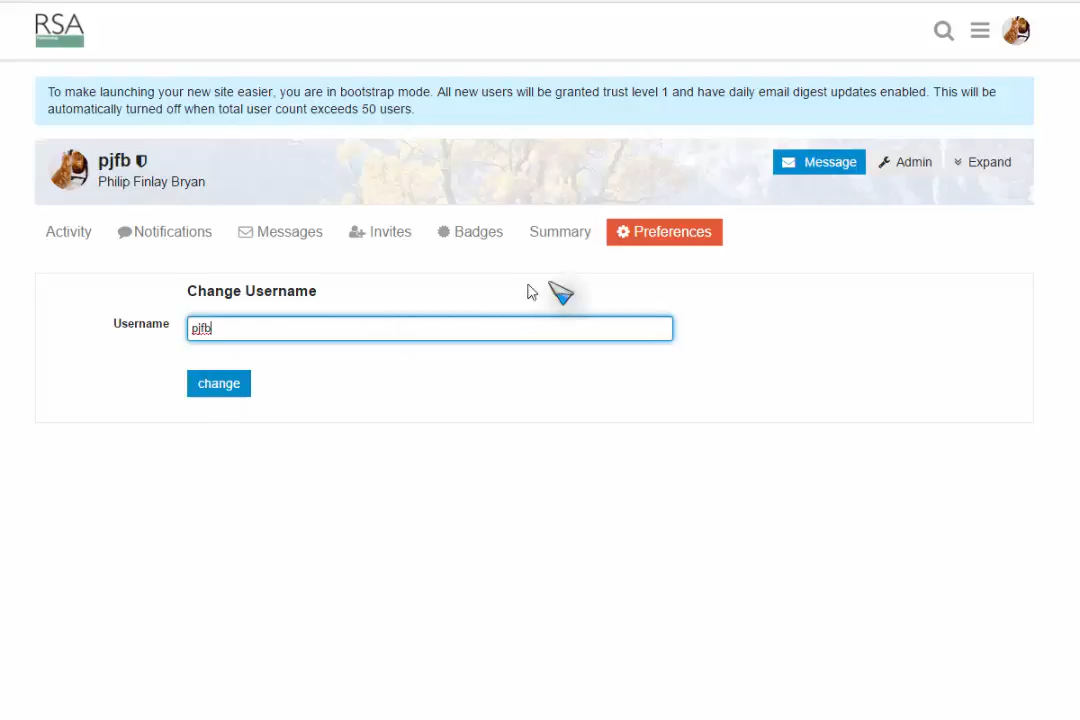 RSA
To make launching your new site easier, you are in bootstrap mode. All new users will be granted trust level 1 and have daily email digest updates enabled. This will be
automatically turned off when total user count exceeds 50 users.
pjfb
Philip Finlay Bryan
Message Admin Expand
Activity Notifications Messages Invites Badges Summary Preferences
Change Username
Username pjfb
change